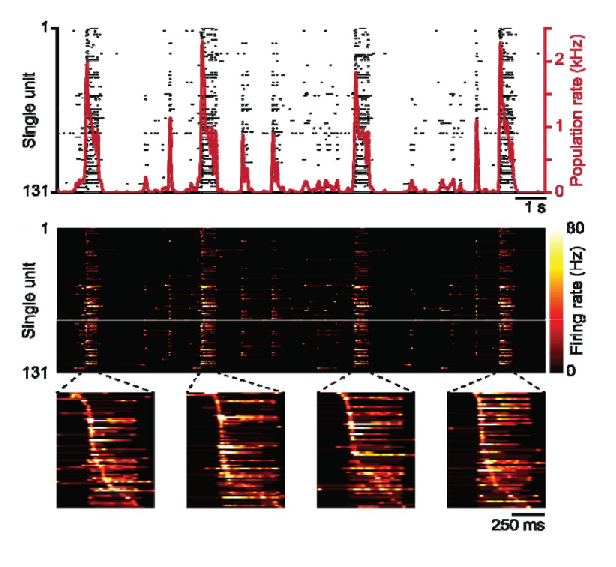 1
Single unit
131
2
1
0
Population rate (kHz)
1 s
1
Single unit
131
80
0
Firing rate (Hz)
250 ms